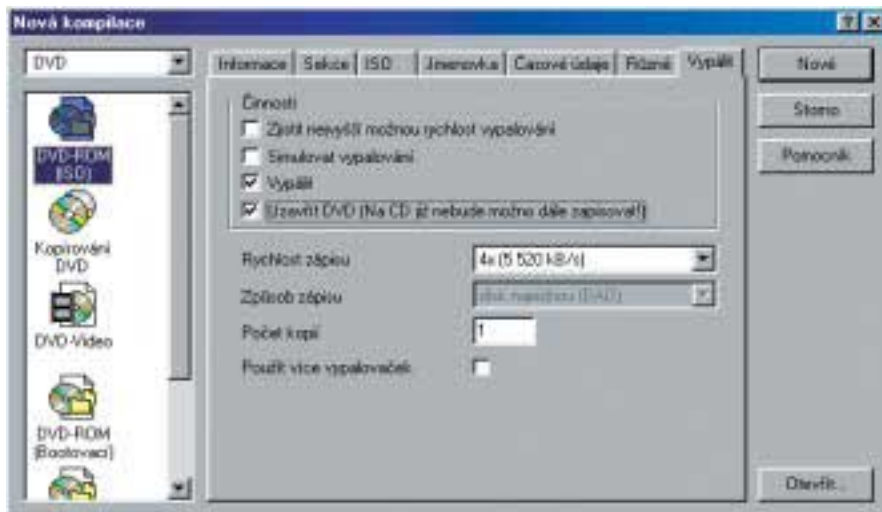 Nová kompilace
DVD
Informace Sekce ISO Jmenovka Časové údaje Různé Vypálit
Nové
Storno
Pomocník
DVD-ROM (ISO)
Kopírování DVD
DVD-Video
DVD-ROM (Bootovací)
Činnosti
Zjistit nejvyšší možnou rychlost vypalování
Simulovat vypalování
Vypálit
Uzavřít DVD (Na CD již nebude možno dále zapisovat!)
Rychlost zápisu 4x (5 520 kB/s)
Způsob zápisu (DAO)
Počet kopií 1
Použít více vypalovaček
Otevřít...